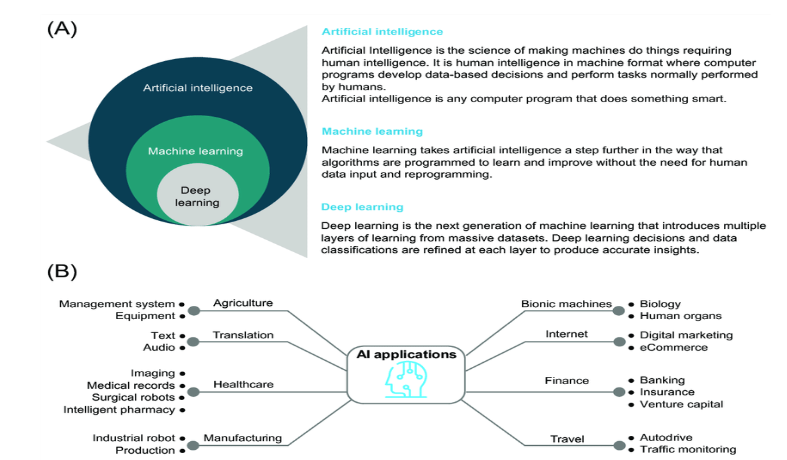 (A)
Artificial intelligence
Machine learning
Deep
learning
Artificial intelligence
Artificial Intelligence is the science of making machines do things requiring
human intelligence. It is human intelligence in machine format where computer
programs develop data-based decisions and perform tasks normally performed
by humans.
Artificial intelligence is any computer program that does something smart.
Machine learning
Machine learning takes artificial intelligence a step further in the way that
algorithms are programmed to learn and improve without the need for human
data input and reprogramming.
Deep learning
Deep learning is the next generation of machine learning that introduces multiple
layers of learning from massive datasets. Deep learning decisions and data
classifications are refined at each layer to produce accurate insights.
(B)
AI applications
Agriculture
Management system
Equipment
Translation
Text
Audio
Healthcare
Imaging
Medical records
Surgical robots
Intelligent pharmacy
Manufacturing
Industrial robot
Production
Bionic machines
Biology
Human organs
Internet
Digital marketing
eCommerce
Finance
Banking
Insurance
Venture capital
Travel
Autodrive
Traffic monitoring